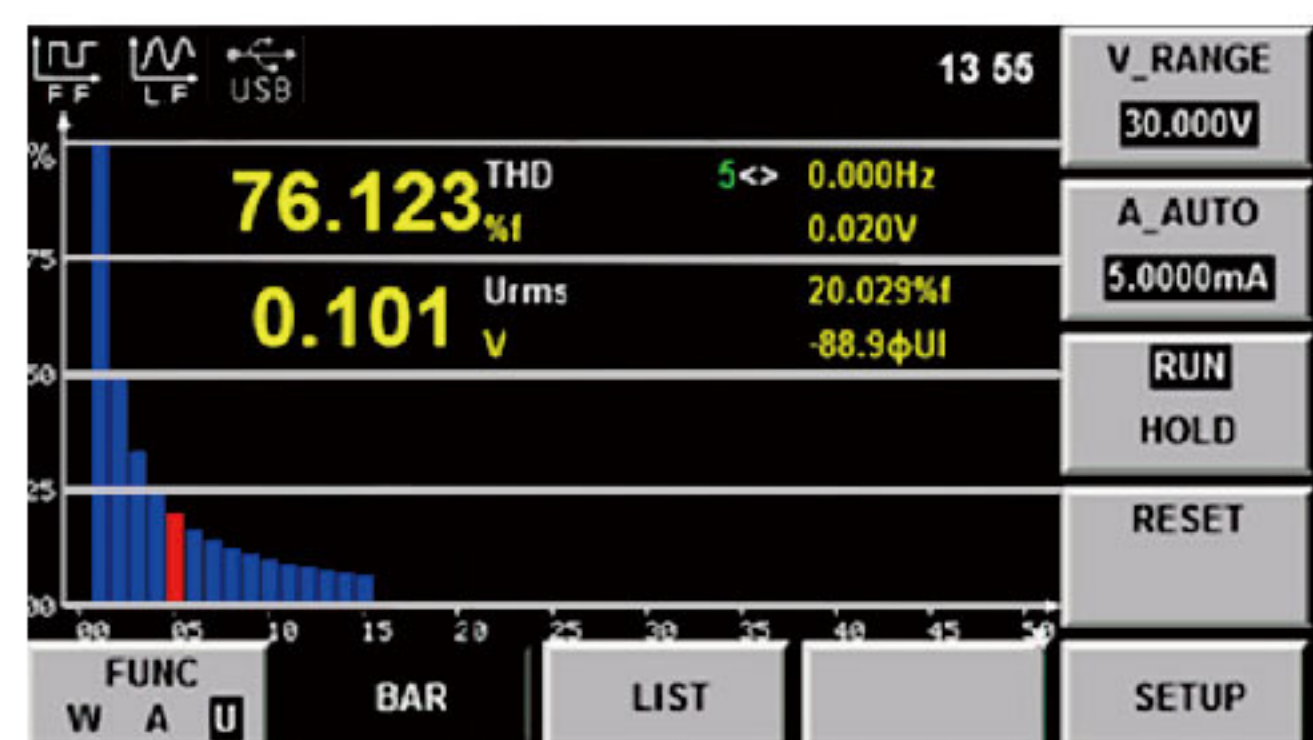 FF LF USB 13 55
V_RANGE
30.000V
%
76.123 THD %f
5<> 0.000Hz
0.020V
A_AUTO
5.0000mA
75
0.101 Urms V
20.029%f
-88.9ϕUI
50
RUN
HOLD
25
RESET
00
00 05 10 15 20 25 30 35 40 45 50
FUNC
W A U
BAR
LIST
SETUP